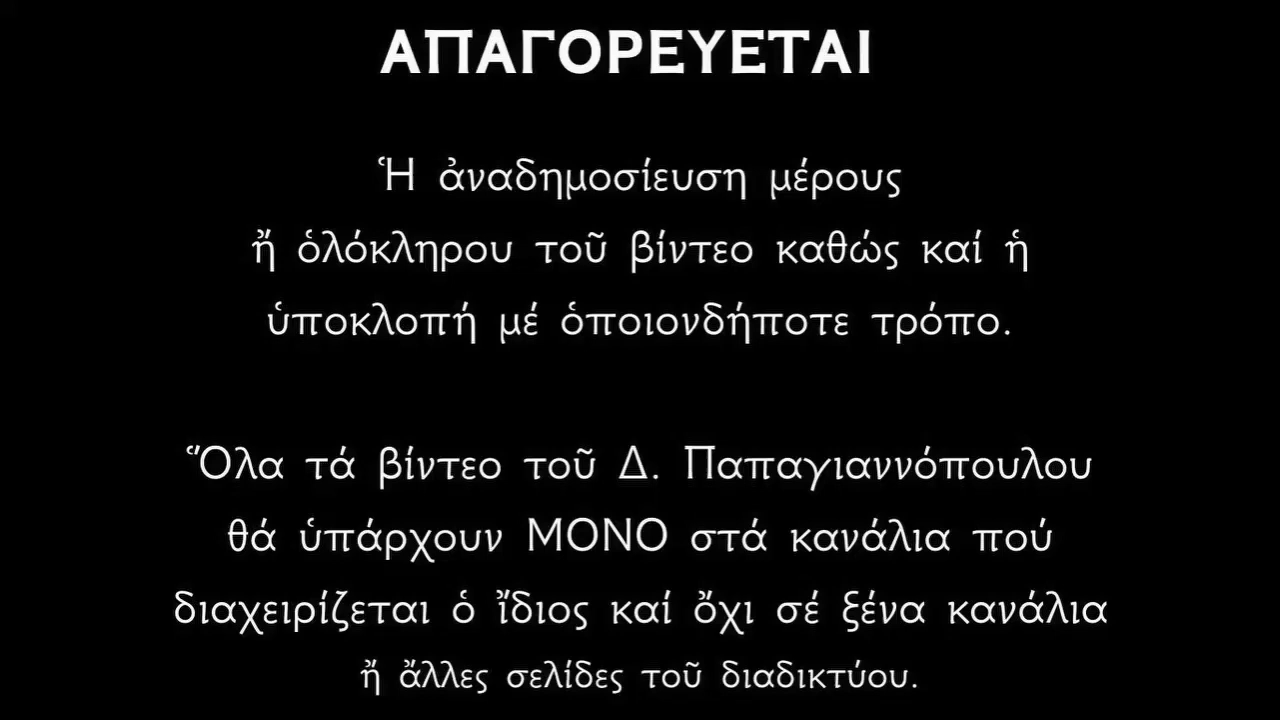 ΑΠΑΓΟΡΕΥΕΤΑΙ
Ἡ ἀναδημοσίευση μέρους
ἤ ὁλόκληρου τοῦ βίντεο καθώς καί ἡ
ὑποκλοπή μέ ὁποιονδήποτε τρόπο.
Ὅλα τά βίντεο τοῦ Δ. Παπαγιαννόπουλου
θά ὑπάρχουν ΜΟΝΟ στά κανάλια πού
διαχειρίζεται ὁ ἴδιος καί ὄχι σέ ξένα κανάλια
ἤ ἄλλες σελίδες τοῦ διαδικτύου.